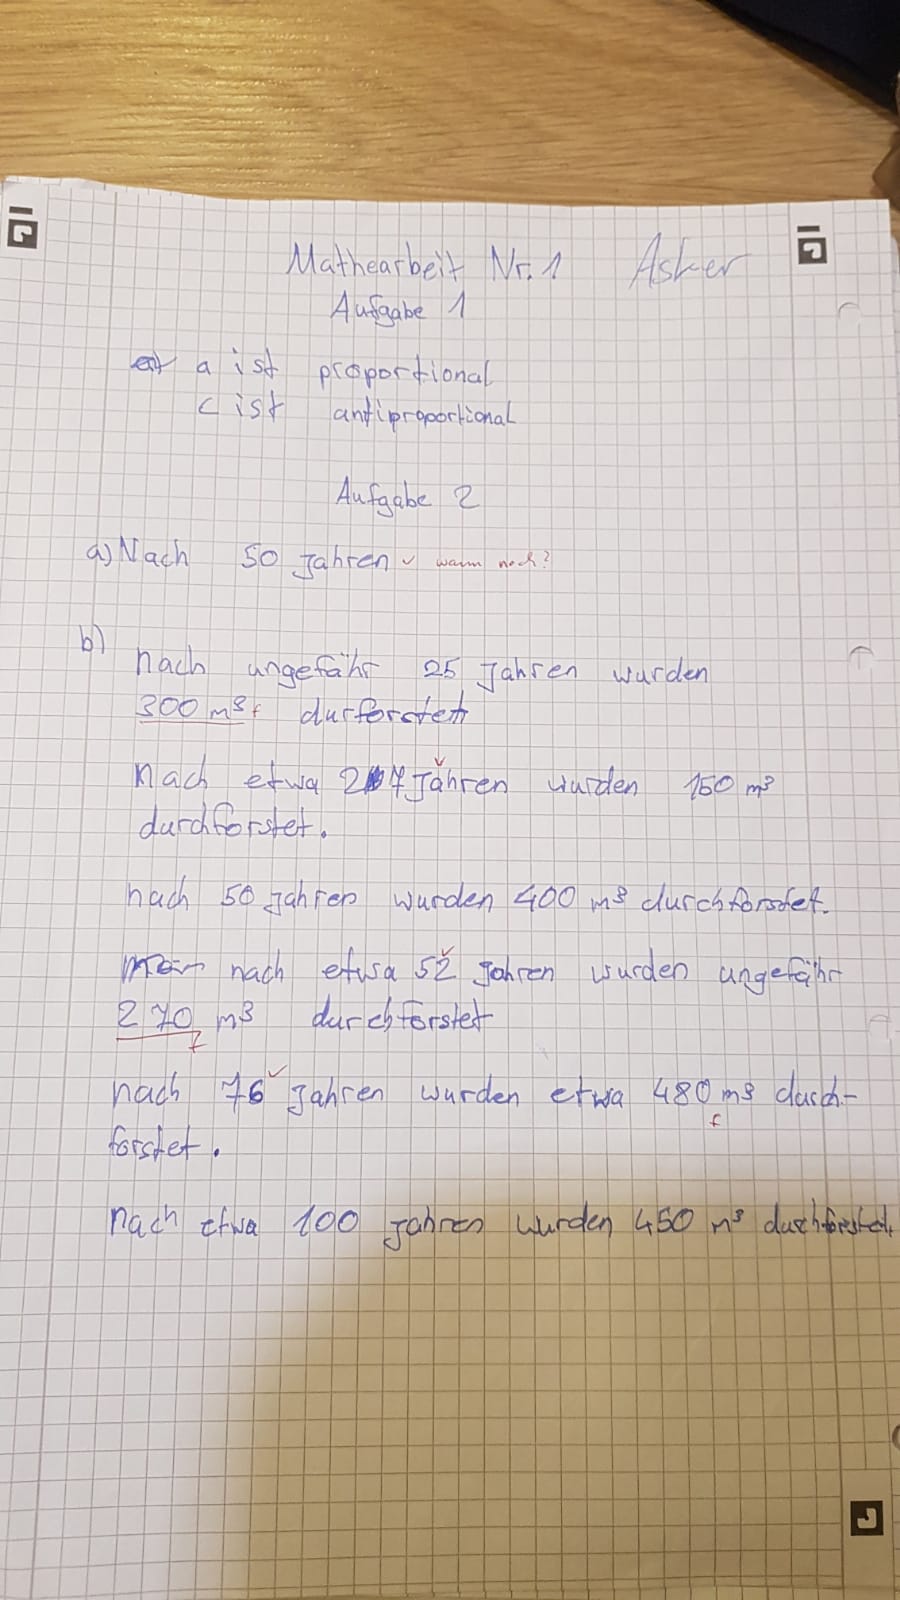 Mathearbeit Nr. 1 Asker
Aufgabe 1
a ist proportional
c ist antiproportional
Aufgabe 2
a) Nach 50 Jahren ✓ wann noch?
b)
nach ungefähr 25 Jahren wurden
300 m³ f durforstet
nach etwa 27 Jahren wurden 150 m³
durchforstet.
nach 50 Jahren wurden 400 m³ durchforstet.
nach etwa 52 Jahren wurden ungefähr
270 m³ durchforstet
f
nach 76 Jahren wurden etwa 480 m³ durch-
f
forstet.
nach etwa 100 Jahren wurden 450 m³ durchforstet.